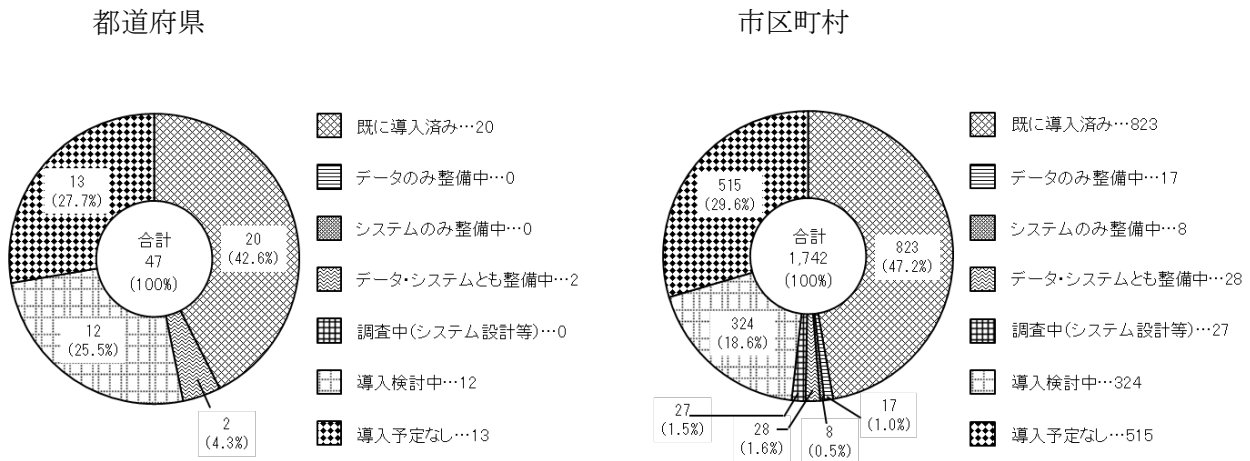 都道府県
13
(27.7%)
20
(42.6%)
合計
47
(100%)
12
(25.5%)
2
(4.3%)
既に導入済み…20
データのみ整備中…0
システムのみ整備中…0
データ・システムとも整備中…2
調査中(システム設計等)…0
導入検討中…12
導入予定なし…13
市区町村
515
(29.6%)
823
(47.2%)
合計
1,742
(100%)
324
(18.6%)
27
(1.5%)
28
(1.6%)
8
(0.5%)
17
(1.0%)
既に導入済み…823
データのみ整備中…17
システムのみ整備中…8
データ・システムとも整備中…28
調査中(システム設計等)…27
導入検討中…324
導入予定なし…515